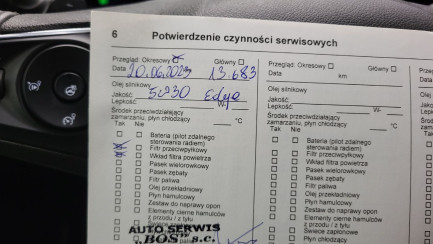 6 Potwierdzenie czynności serwisowych
Przegląd: Okresowy Główny Przegląd: Okresowy Główny
Data 20.06.2023 13.683 Data km
Olej silnikowy Olej silnikowy
Jakość 5W30 Jakość
Lepkość W- Lepkość W-
Środek przeciwdziałający Środek przeciwdziałający
zamarzaniu, płyn chłodzący °C zamarzaniu, płyn chłodzący °C
Tak Nie Tak Nie
Bateria (pilot zdalnego Bateria (pilot zdalnego
sterowania radiem) sterowania radiem)
Filtr przeciwpyłkowy Filtr przeciwpyłkowy
Wkład filtra powietrza Wkład filtra powietrza
Pasek wielorowkowy Pasek wielorowkowy
Pasek zębaty Pasek zębaty
Filtr paliwa Filtr paliwa
Olej przekładniowy Olej przekładniowy
Płyn hamulcowy Płyn hamulcowy
Zestaw do naprawy opon Zestaw do naprawy opon
Elementy cierne hamulców Elementy cierne hamulców
z przodu / z tyłu z przodu / z tyłu
AUTO SERWIS Świece zapłonowe
"BOS" s.c.